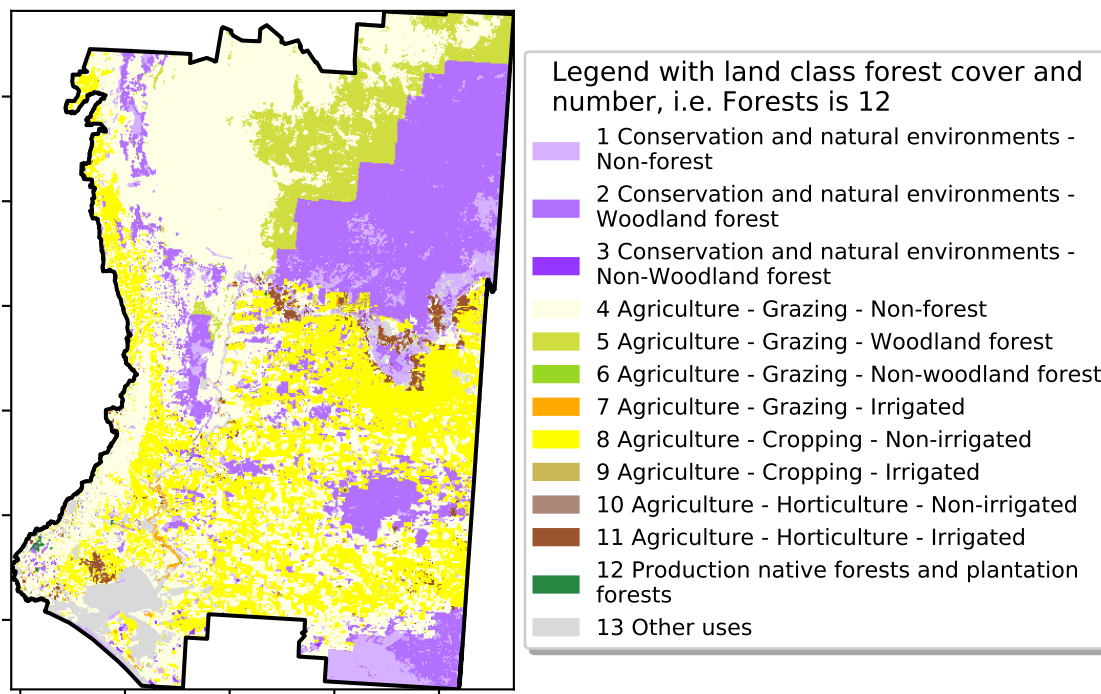 Legend with land class forest cover and
number, i.e. Forests is 12
1 Conservation and natural environments -
Non-forest
2 Conservation and natural environments -
Woodland forest
3 Conservation and natural environments -
Non-Woodland forest
4 Agriculture - Grazing - Non-forest
5 Agriculture - Grazing - Woodland forest
6 Agriculture - Grazing - Non-woodland forest
7 Agriculture - Grazing - Irrigated
8 Agriculture - Cropping - Non-irrigated
9 Agriculture - Cropping - Irrigated
10 Agriculture - Horticulture - Non-irrigated
11 Agriculture - Horticulture - Irrigated
12 Production native forests and plantation
forests
13 Other uses